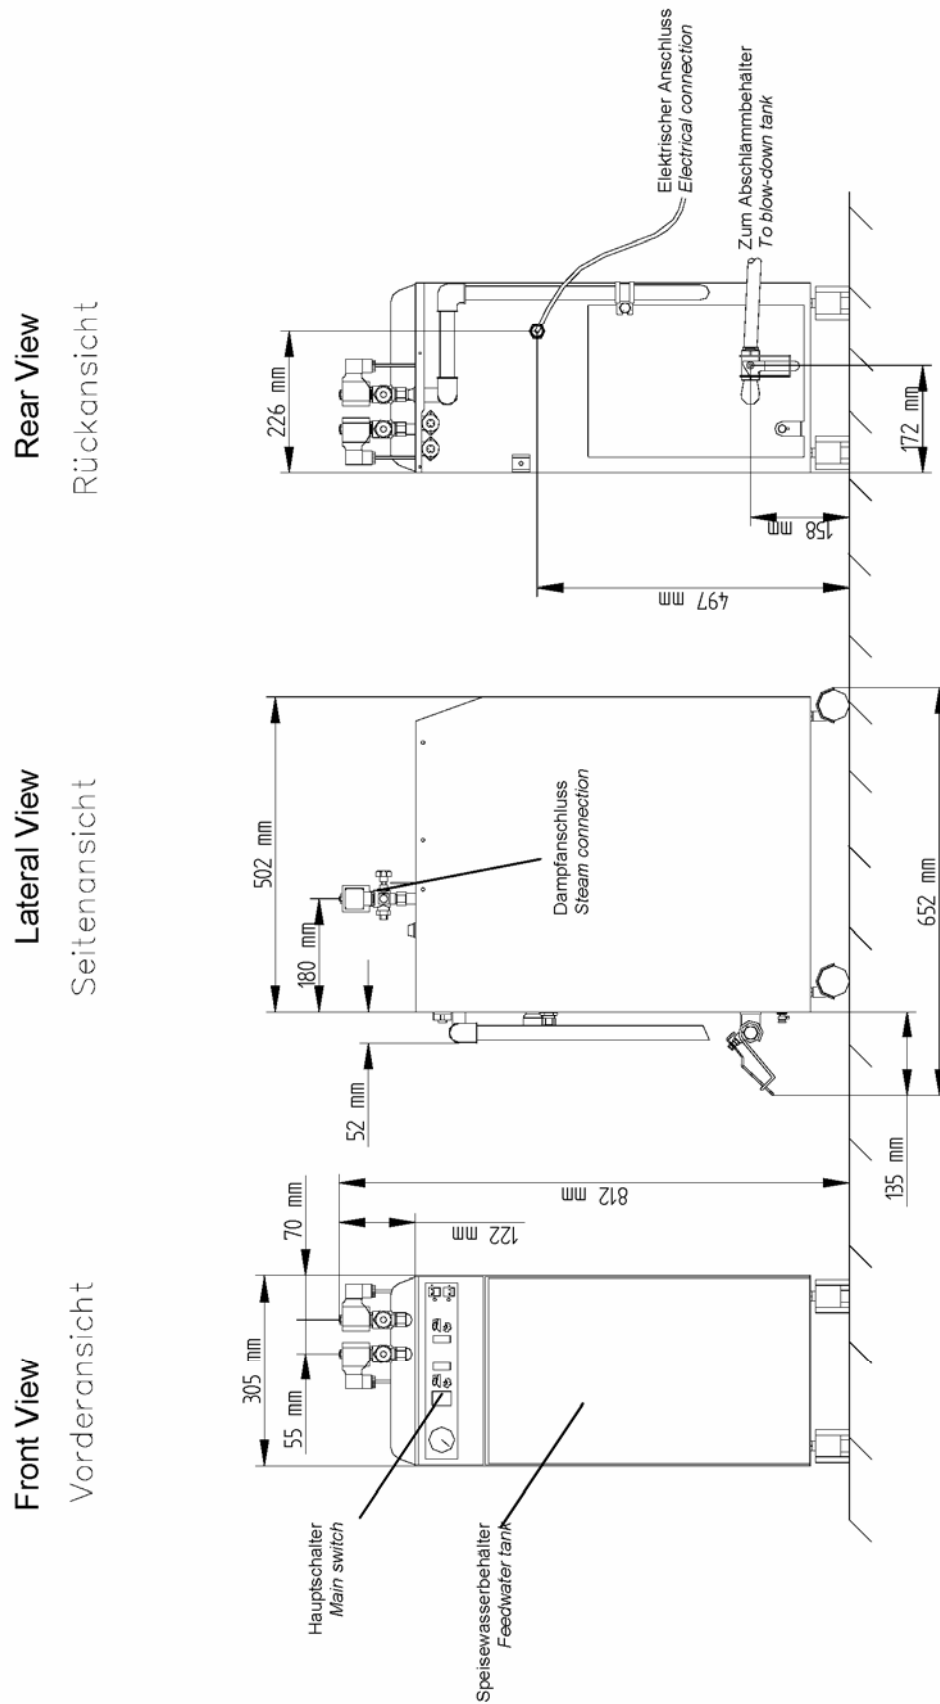 Front View
Vorderansicht
305 mm
55 mm
70 mm
122 mm
812 mm
Hauptschalter
Main switch
Speisewasserbehälter
Feedwater tank
Lateral View
Seitenansicht
502 mm
180 mm
52 mm
Dampfanschluss
Steam connection
135 mm
652 mm
Rear View
Rückansicht
226 mm
497 mm
158 mm
172 mm
Elektrischer Anschluss
Electrical connection
Zum Abschlämmbehälter
To blow-down tank